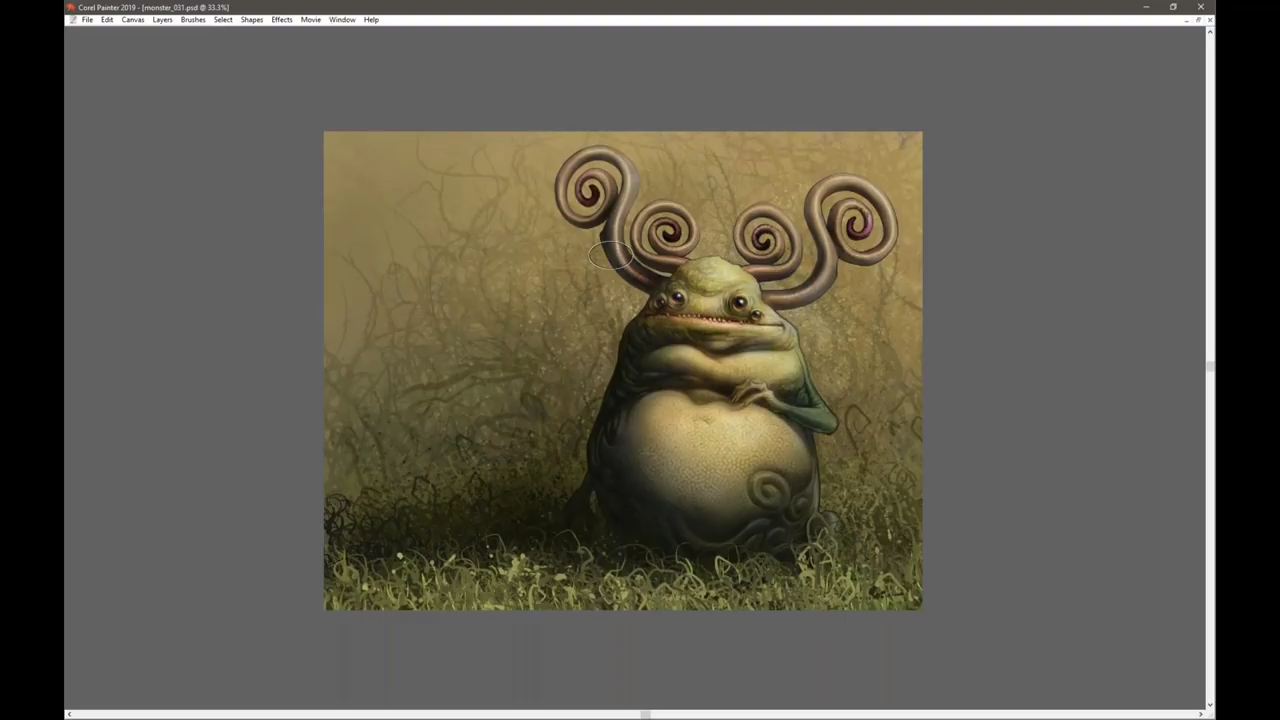 Corel Painter 2019 - [monster_031.psd @ 33.3%]
File Edit Canvas Layers Brushes Select Shapes Effects Movie Window Help